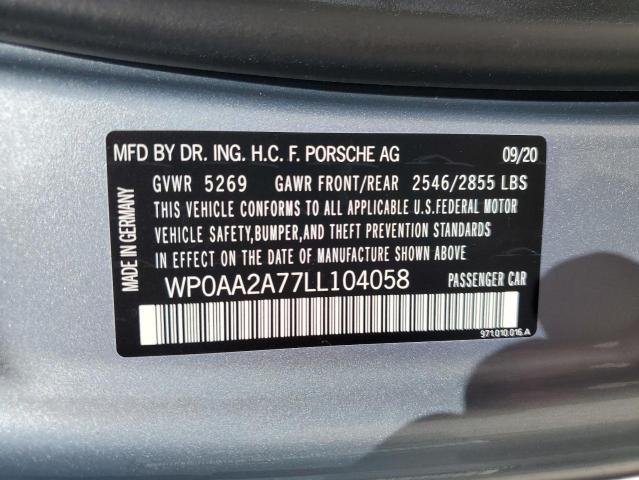 MFD BY DR. ING. H.C. F. PORSCHE AG 09/20
GVWR 5269 GAWR FRONT/REAR 2546/2855 LBS
THIS VEHICLE CONFORMS TO ALL APPLICABLE U.S.FEDERAL MOTOR
VEHICLE SAFETY,BUMPER,AND THEFT PREVENTION STANDARDS
IN EFFECT ON THE DATE OF MANUFACTURE SHOWN ABOVE.
WP0AA2A77LL104058 PASSENGER CAR
971.010.016.A
MADE IN GERMANY